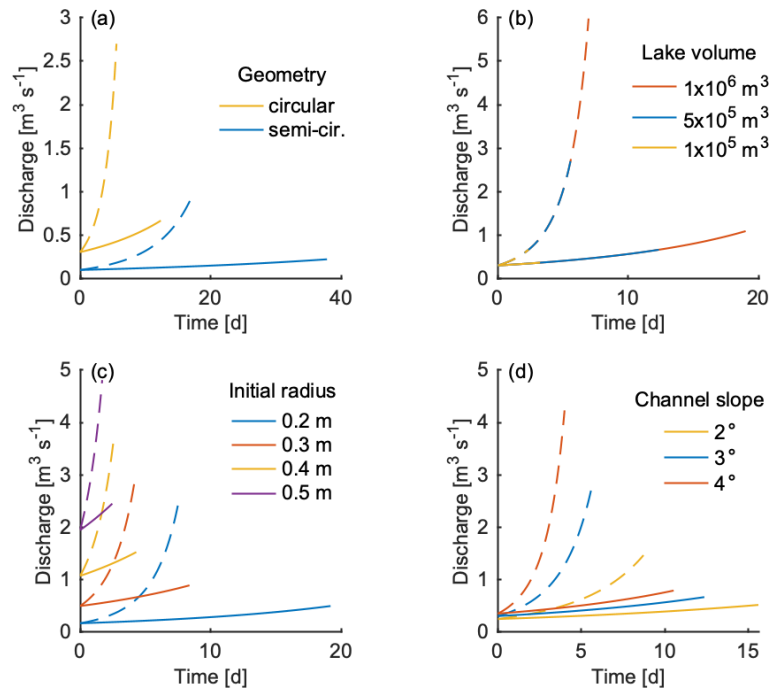 (a)
3
2.5
2
1.5
1
0.5
0
Discharge [m³ s⁻¹]
Geometry
circular
semi-cir.
0 20 40
Time [d]
(b)
6
5
4
3
2
1
0
Discharge [m³ s⁻¹]
Lake volume
1x10⁶ m³
5x10⁵ m³
1x10⁵ m³
0 10 20
Time [d]
(c)
5
4
3
2
1
0
Discharge [m³ s⁻¹]
Initial radius
0.2 m
0.3 m
0.4 m
0.5 m
0 10 20
Time [d]
(d)
5
4
3
2
1
0
Discharge [m³ s⁻¹]
Channel slope
2°
3°
4°
0 5 10 15
Time [d]